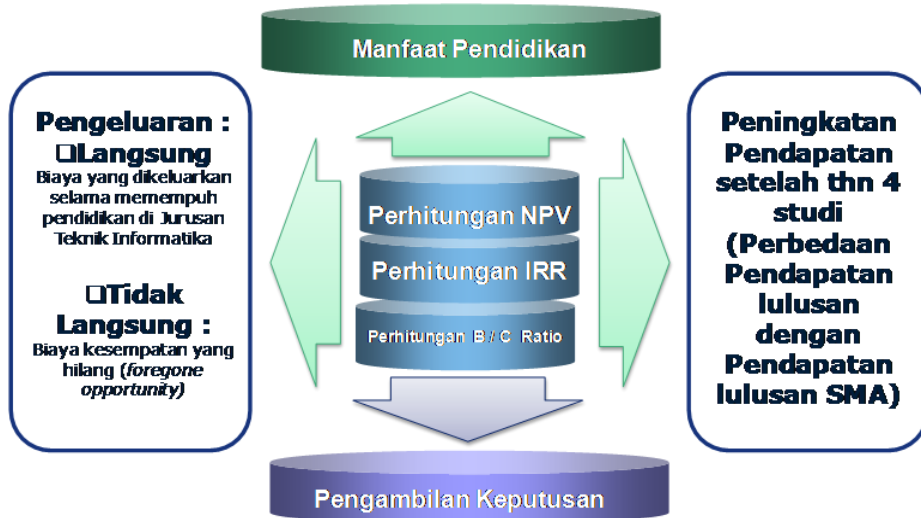 Manfaat Pendidikan
Pengeluaran :
❑Langsung
Biaya yang dikeluarkan
selama memempuh
pendidikan di Jurusan
Teknik Informatika
❑Tidak
Langsung :
Biaya kesempatan yang
hilang (foregone
opportunity)
Perhitungan NPV
Perhitungan IRR
Perhitungan B / C Ratio
Peningkatan
Pendapatan
setelah thn 4
studi
(Perbedaan
Pendapatan
lulusan
dengan
Pendapatan
lulusan SMA)
Pengambilan Keputusan